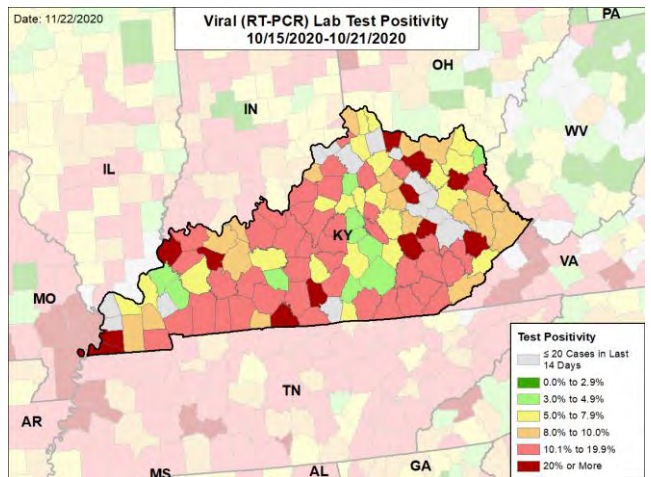 Date: 11/22/2020
Viral (RT-PCR) Lab Test Positivity
10/15/2020-10/21/2020
PA
OH
IN
WV
IL
KY
VA
MO
TN
AR
MS
AL
GA
Test Positivity
≤ 20 Cases in Last
14 Days
0.0% to 2.9%
3.0% to 4.9%
5.0% to 7.9%
8.0% to 10.0%
10.1% to 19.9%
20% or More